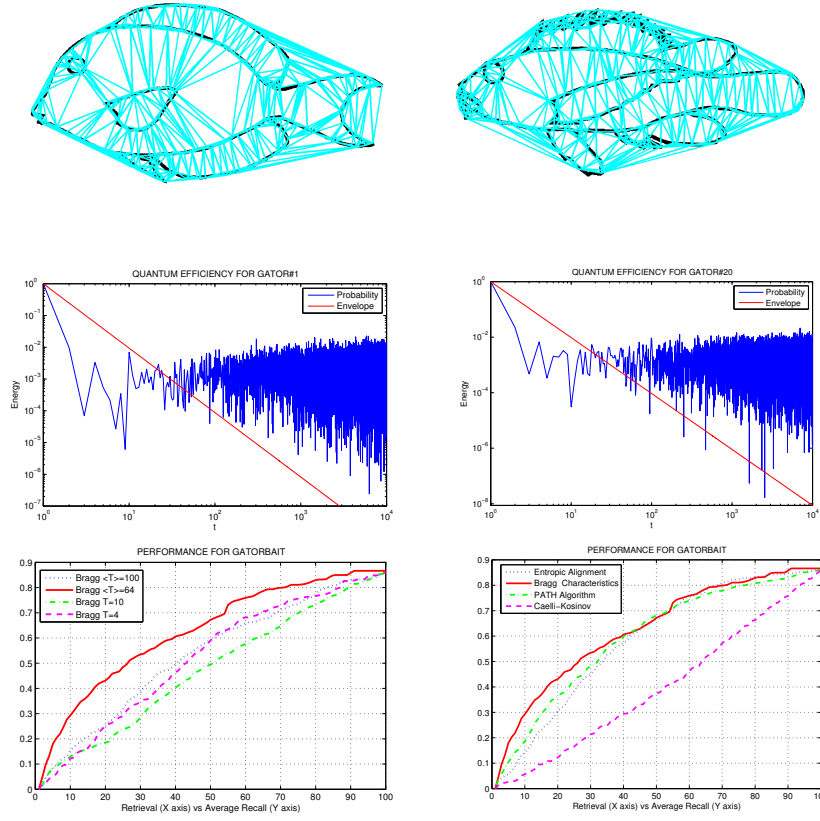 QUANTUM EFFICIENCY FOR GATOR#1
10^0
10^-1
10^-2
10^-3
10^-4
10^-5
10^-6
10^-7
Energy
Probability
Envelope
10^0 10^1 10^2 10^3 10^4
t
QUANTUM EFFICIENCY FOR GATOR#20
10^0
10^-2
10^-4
10^-6
10^-8
Energy
Probability
Envelope
10^0 10^1 10^2 10^3 10^4
t
PERFORMANCE FOR GATORBAIT
0.9
0.8
0.7
0.6
0.5
0.4
0.3
0.2
0.1
0
Bragg <T>=100
Bragg <T>=64
Bragg T=10
Bragg T=4
0 10 20 30 40 50 60 70 80 90 100
Retrieval (X axis) vs Average Recall (Y axis)
PERFORMANCE FOR GATORBAIT
0.9
0.8
0.7
0.6
0.5
0.4
0.3
0.2
0.1
0
Entropic Alignment
Bragg Characteristics
PATH Algorithm
Caelli-Kosinov
0 10 20 30 40 50 60 70 80 90 100
Retrieval (X axis) vs Average Recall (Y axis)